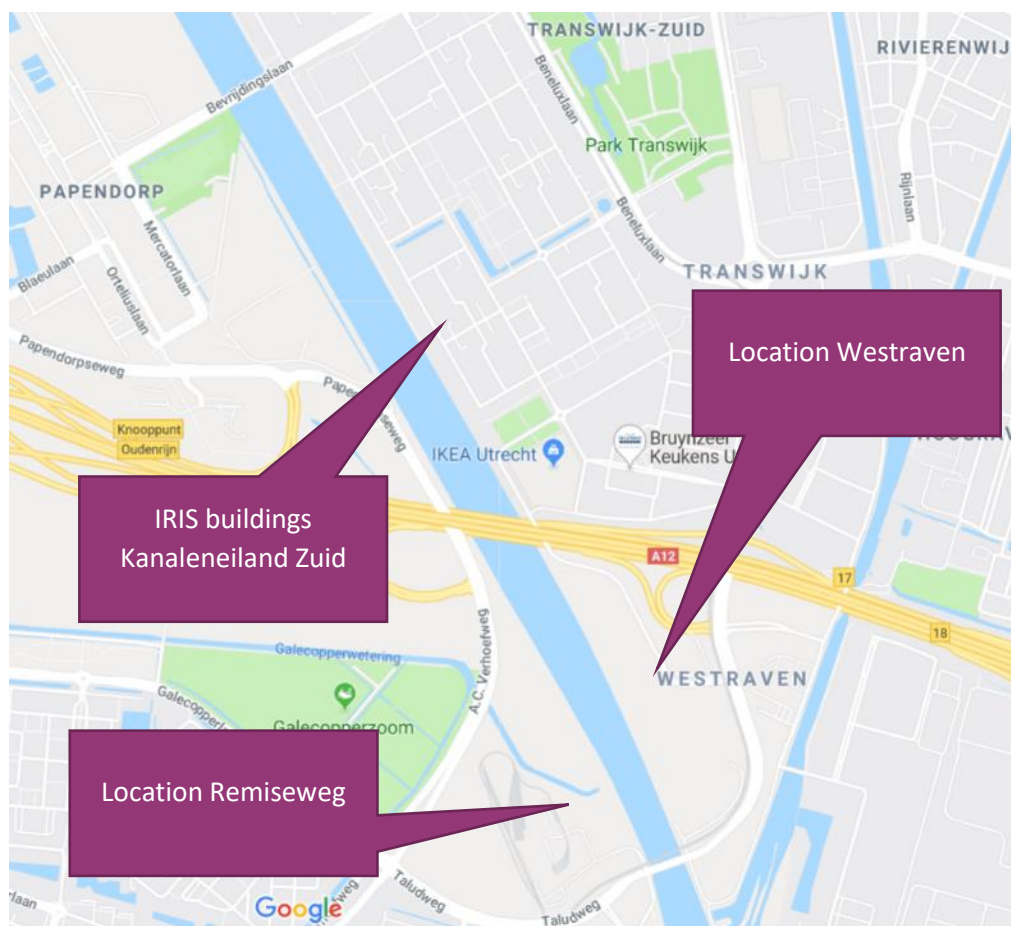 TRANSWIJK-ZUID
RIVIERENWIJ
Bevrijdingslaan
Beneluxlaan
Park Transwijk
PAPENDORP
Rijnlaan
Mercatorlaan
Beneluxlaan
Blaeulaan
Orteliuslaan
TRANSWIJK
Location Westraven
Papendorpseweg
Knooppunt
Oudenrijn
IKEA Utrecht
Bruynzeel
Keukens U
IRIS buildings
Kanaleneiland Zuid
A12
17
18
Galecopperwetering
A.C. Verhoefweg
WESTRAVEN
Galecopperzoom
Location Remiseweg
Taludweg
Taludweg
Google